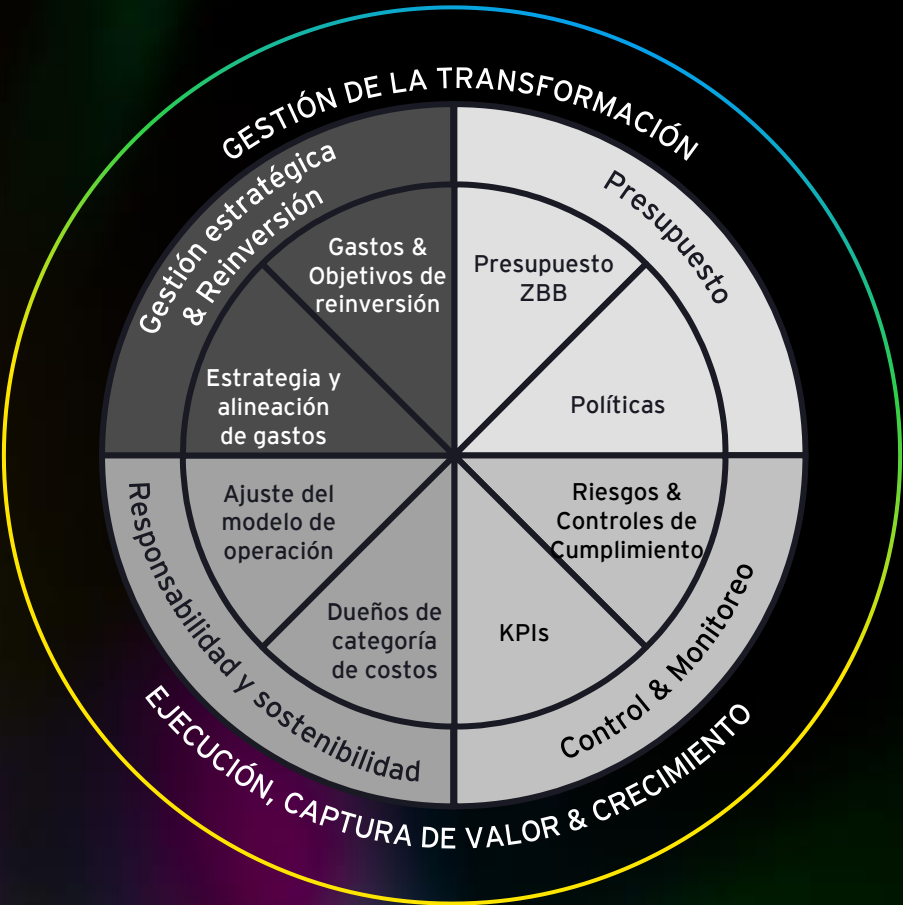 GESTIÓN DE LA TRANSFORMACIÓN
Gestión estratégica
& Reinversión
Presupuesto
Gastos &
Objetivos de
reinversión
Presupuesto
ZBB
Estrategia y
alineación
de gastos
Políticas
Ajuste del
modelo de
operación
Riesgos &
Controles de
Cumplimiento
Dueños de
categoría
de costos
KPIs
Responsabilidad y sostenibilidad
Control & Monitoreo
EJECUCIÓN, CAPTURA DE VALOR & CRECIMIENTO